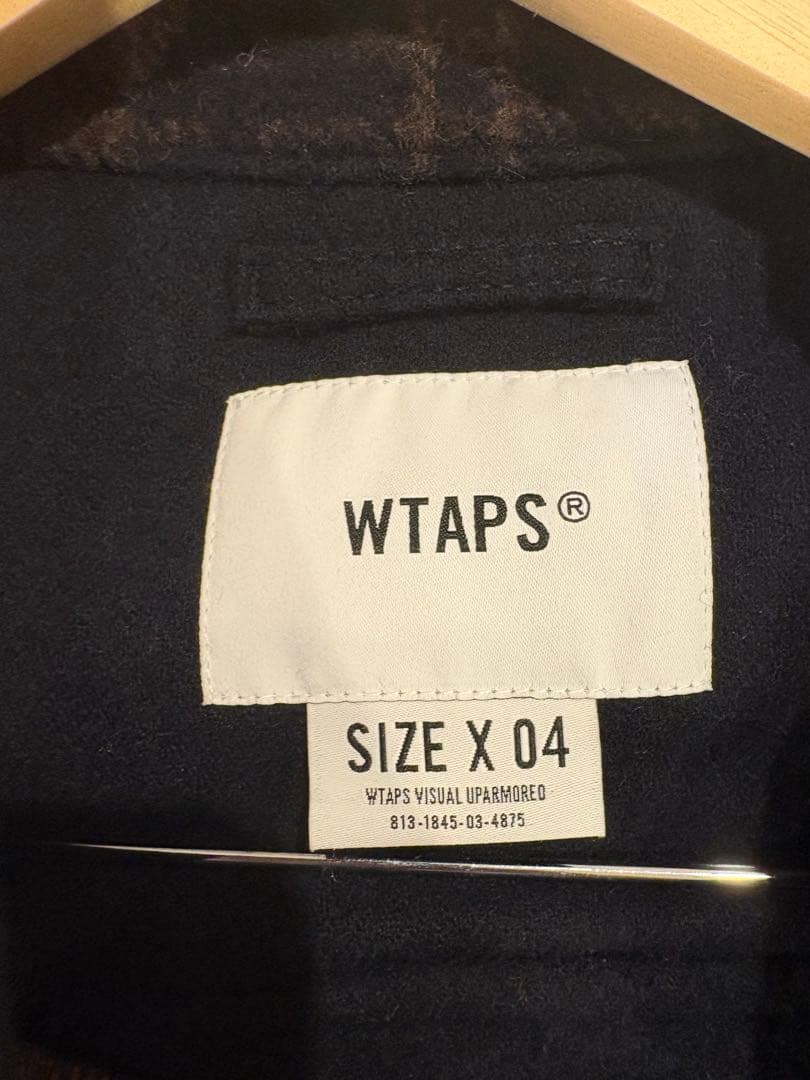 WTAPS®
SIZE X 04
WTAPS VISUAL UPARMORED
813-1845-03-4875